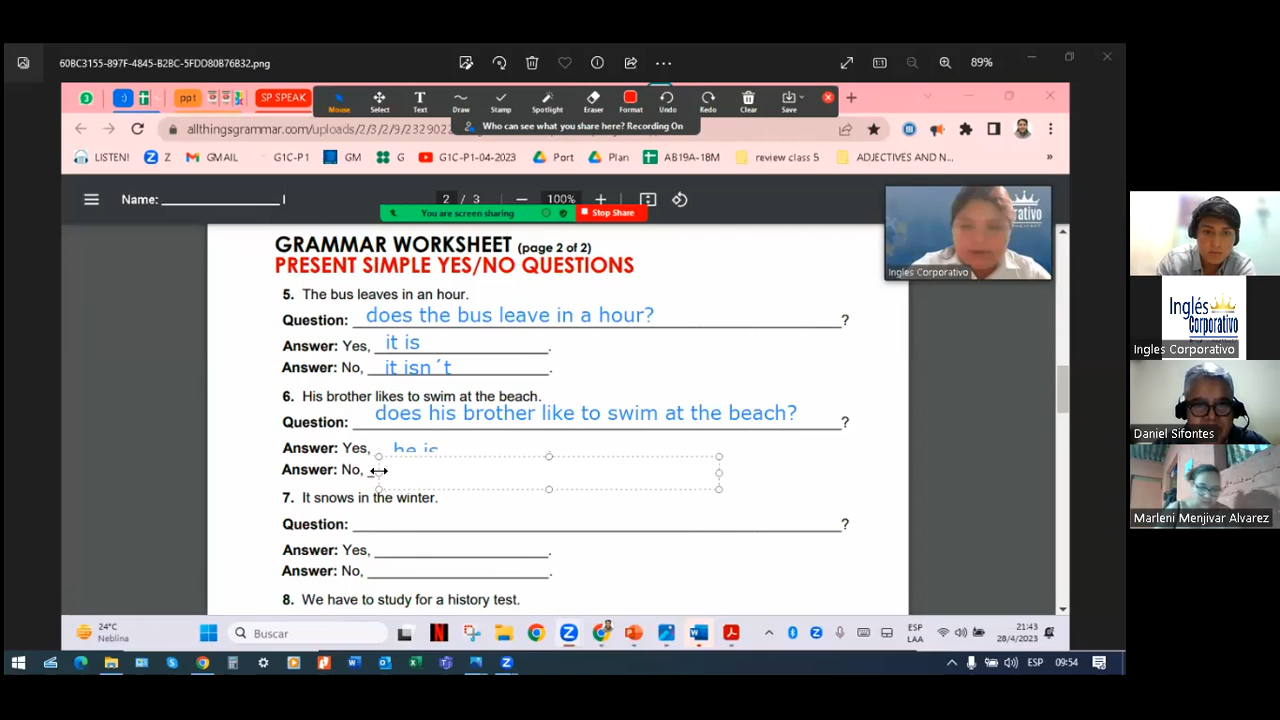 60BC3155-897F-4845-B2BC-5FDD80B76B32.png
89%
ppt
SP SPEAK
Mouse Select Text Draw Stamp Spotlight Eraser Format Undo Redo Clear Save
Who can see what you share here? Recording On
allthingsgrammar.com/uploads/2/3/2/9/2329022
LISTEN! Z GMAIL G1C-P1 GM G G1C-P1-04-2023 Port Plan AB19A-18M review class 5 ADJECTIVES AND N...
Name:
2 / 3 100%
You are screen sharing Stop Share
GRAMMAR WORKSHEET (page 2 of 2)
PRESENT SIMPLE YES/NO QUESTIONS
5. The bus leaves in an hour.
Question: does the bus leave in a hour? ?
Answer: Yes, it is.
Answer: No, it isn´t.
6. His brother likes to swim at the beach.
Question: does his brother like to swim at the beach? ?
Answer: Yes, he is
Answer: No,
7. It snows in the winter.
Question: ?
Answer: Yes, .
Answer: No, .
8. We have to study for a history test.
orativo
Ingles Corporativo
Inglés
Corporativo
Ingles Corporativo
Daniel Sifontes
Marleni Menjivar Alvarez
24°C
Neblina
Buscar
ESP
LAA
21:43
28/4/2023
ESP
09:54